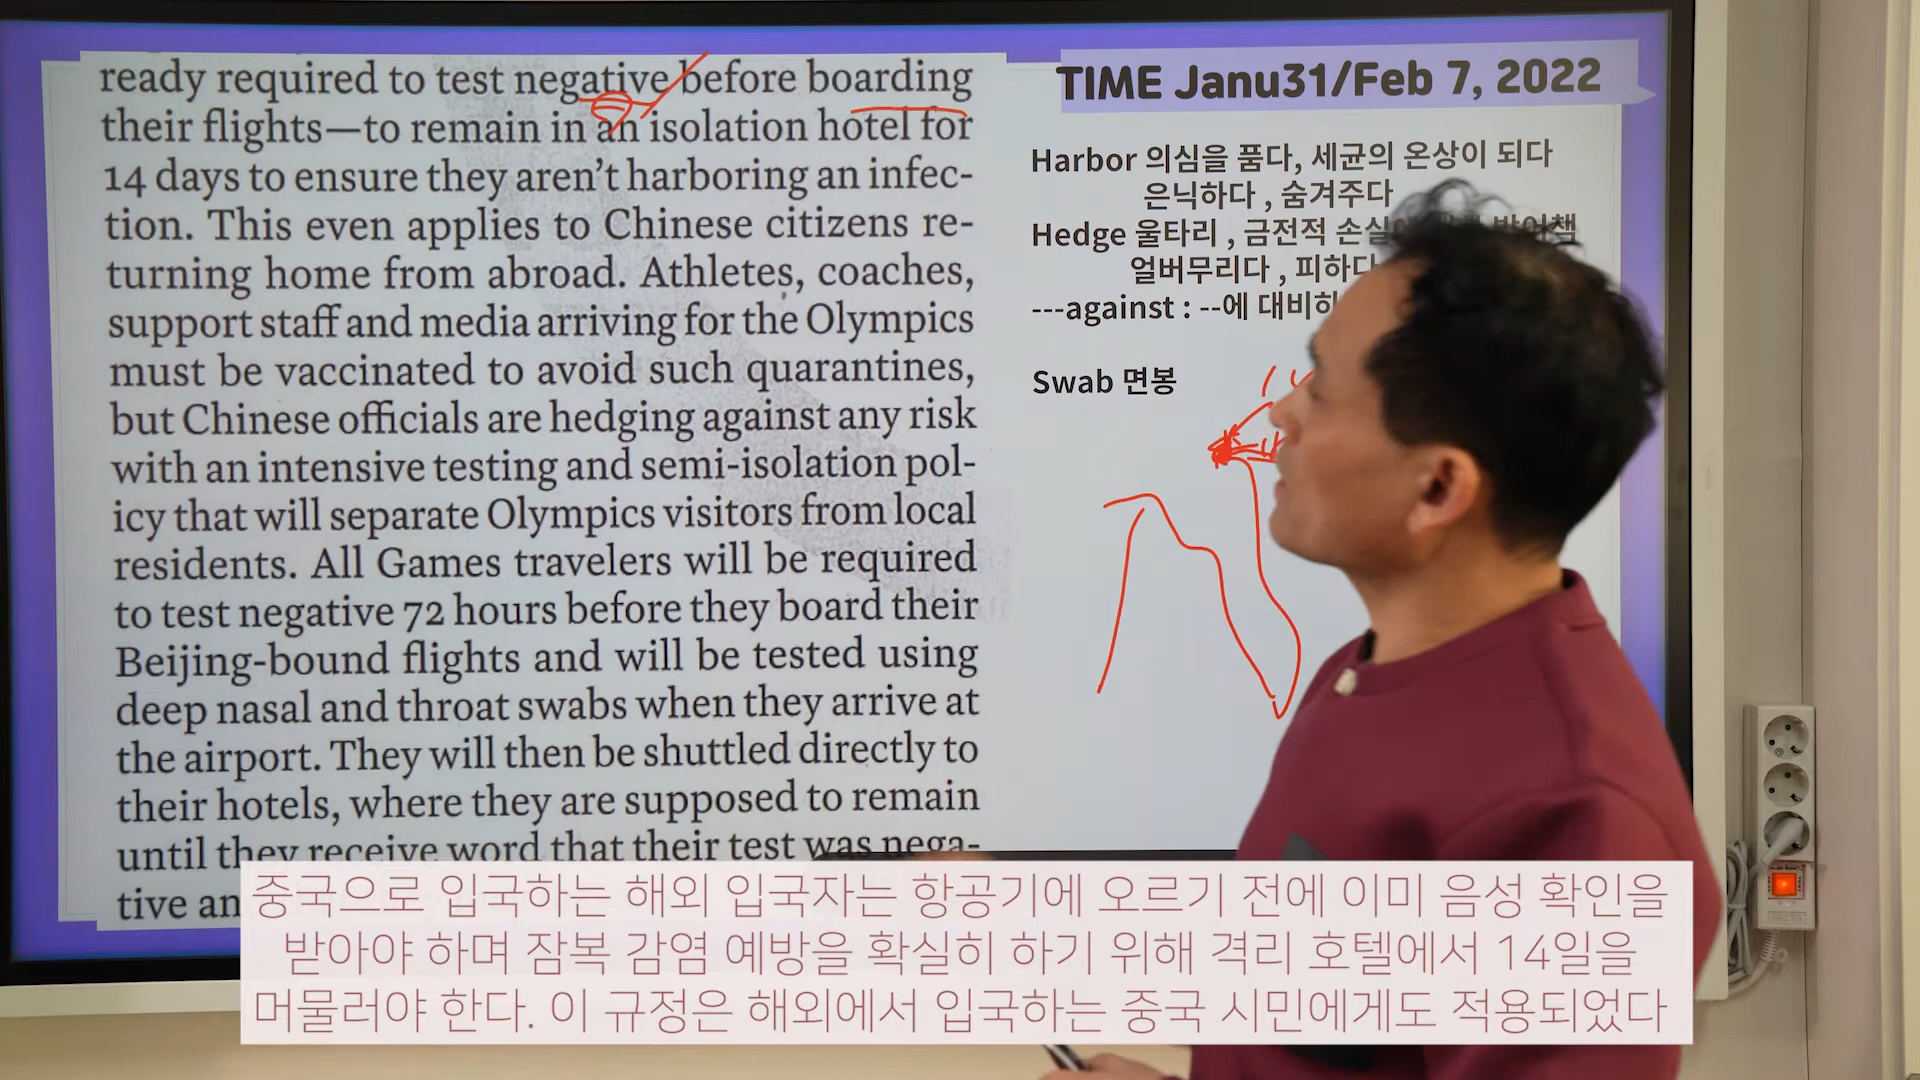 ready required to test negative before boarding
their flights—to remain in an isolation hotel for
14 days to ensure they aren't harboring an infec-
tion. This even applies to Chinese citizens re-
turning home from abroad. Athletes, coaches,
support staff and media arriving for the Olympics
must be vaccinated to avoid such quarantines,
but Chinese officials are hedging against any risk
with an intensive testing and semi-isolation pol-
icy that will separate Olympics visitors from local
residents. All Games travelers will be required
to test negative 72 hours before they board their
Beijing-bound flights and will be tested using
deep nasal and throat swabs when they arrive at
the airport. They will then be shuttled directly to
their hotels, where they are supposed to remain
until they receive word that their test was nega-
tive an
TIME Janu31/Feb 7, 2022
Harbor 의심을 품다, 세균의 온상이 되다
은닉하다 , 숨겨주다
Hedge 울타리 , 금전적 방어책
얼버무리다 , 피하다
---against : --에
Swab 면봉
중국으로 입국하는 해외 입국자는 항공기에 오르기 전에 이미 음성 확인을
받아야 하며 잠복 감염 예방을 확실히 하기 위해 격리 호텔에서 14일을
머물러야 한다. 이 규정은 해외에서 입국하는 중국 시민에게도 적용되었다